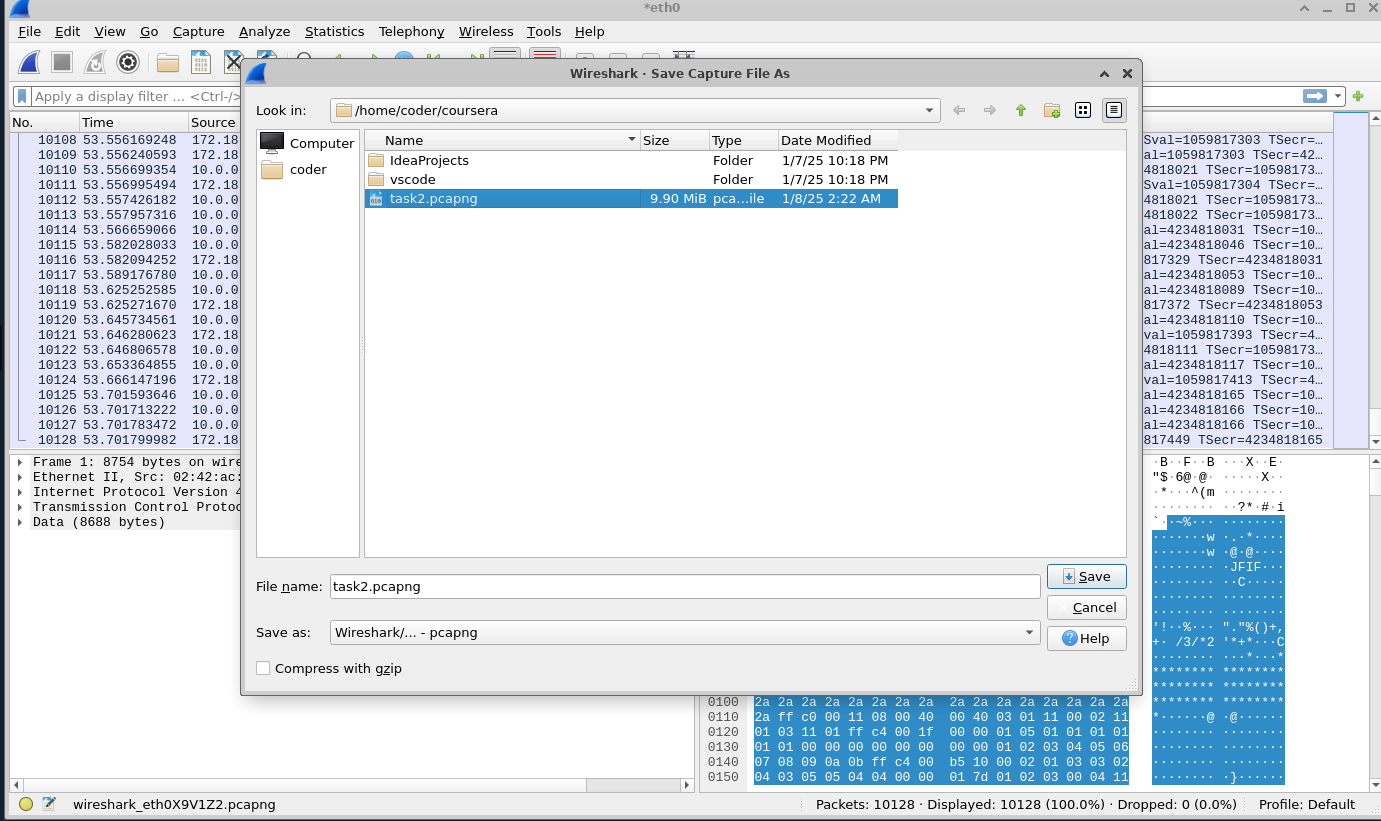 *eth0
File Edit View Go Capture Analyze Statistics Telephony Wireshark Tools Help
Wireshark · Save Capture File As
Apply a display filter … <Ctrl-/>
Look in: /home/coder/coursera
No. Time Source
Computer
coder
Name Size Type Date Modified
IdeaProjects Folder 1/7/25 10:18 PM
vscode Folder 1/7/25 10:18 PM
task2.pcapng 9.90 MiB pca...ile 1/8/25 2:22 AM
10108 53.556169248 172.18 Sval=1059817303 TSecr=…
10109 53.556240593 172.18 al=1059817303 TSecr=42…
10110 53.556699354 10.0.0 4818021 TSecr=10598173…
10111 53.556995494 172.18 Sval=1059817304 TSecr=…
10112 53.557426182 10.0.0 4818021 TSecr=10598173…
10113 53.557957316 10.0.0 4818022 TSecr=10598173…
10114 53.566659066 10.0.0 al=4234818031 TSecr=10…
10115 53.582028033 10.0.0 al=4234818046 TSecr=10…
10116 53.582094252 172.18 817329 TSecr=4234818031
10117 53.589176780 10.0.0 al=4234818053 TSecr=10…
10118 53.625252585 10.0.0 al=4234818089 TSecr=10…
10119 53.625271670 172.18 817372 TSecr=4234818053
10120 53.645734561 10.0.0 al=4234818110 TSecr=10…
10121 53.646280623 172.18 val=1059817393 TSecr=4…
10122 53.646806578 10.0.0 4818111 TSecr=10598173…
10123 53.653364855 10.0.0 al=4234818117 TSecr=10…
10124 53.666147196 172.18 val=1059817413 TSecr=4…
10125 53.701593646 10.0.0 al=4234818165 TSecr=10…
10126 53.701713222 10.0.0 al=4234818166 TSecr=10…
10127 53.701783472 10.0.0 al=4234818166 TSecr=10…
10128 53.701799982 172.18 817449 TSecr=4234818165
Frame 1: 8754 bytes on wire
Ethernet II, Src: 02:42:ac:
Internet Protocol Version 4
Transmission Control Protoc
Data (8688 bytes)
·B··F··B ···X··E·
"$·6@·@· ·····X··
·*···^(m ········
········ ··?*·#·i
`··~%··· ········
·······w ·.·*····
·······w ·@·@····
········ ·JFIF···
········ ··C·····
········ ········
········ ········
'!··%··· "."%()+,
+· /3/*2 '*+*···C
········ ···*···*
******** ********
******** ********
******** ********
*······@ ·@······
········ ········
········ ········
········ ········
········ ·}······
File name: task2.pcapng
Save as: Wireshark/... - pcapng
Compress with gzip
Save
Cancel
Help
0100 2a 2a 2a 2a 2a 2a 2a 2a 2a 2a 2a 2a 2a 2a 2a 2a
0110 2a ff c0 00 11 08 00 40 00 40 03 01 11 00 02 11
0120 01 03 11 01 ff c4 00 1f 00 00 01 05 01 01 01 01
0130 01 01 00 00 00 00 00 00 00 00 01 02 03 04 05 06
0140 07 08 09 0a 0b ff c4 00 b5 10 00 02 01 03 03 02
0150 04 03 05 05 04 04 00 00 01 7d 01 02 03 00 04 11
wireshark_eth0X9V1Z2.pcapng
Packets: 10128 · Displayed: 10128 (100.0%) · Dropped: 0 (0.0%) Profile: Default